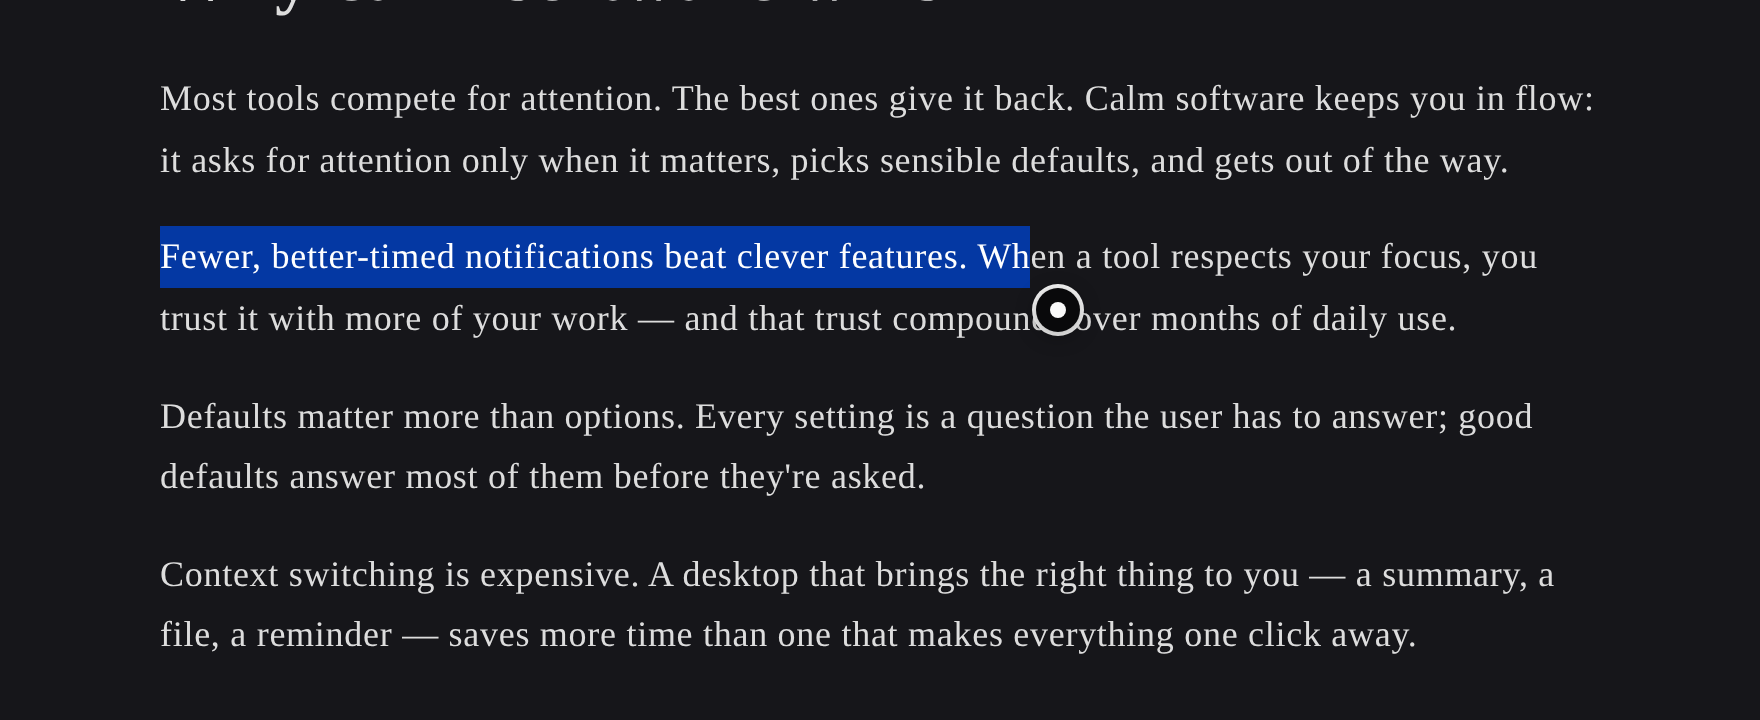 Most tools compete for attention. The best ones give it back. Calm software keeps you in flow:
it asks for attention only when it matters, picks sensible defaults, and gets out of the way.
Fewer, better-timed notifications beat clever features. When a tool respects your focus, you
trust it with more of your work — and that trust over months of daily use.
Defaults matter more than options. Every setting is a question the user has to answer; good
defaults answer most of them before they're asked.
Context switching is expensive. A desktop that brings the right thing to you — a summary, a
file, a reminder — saves more time than one that makes everything one click away.